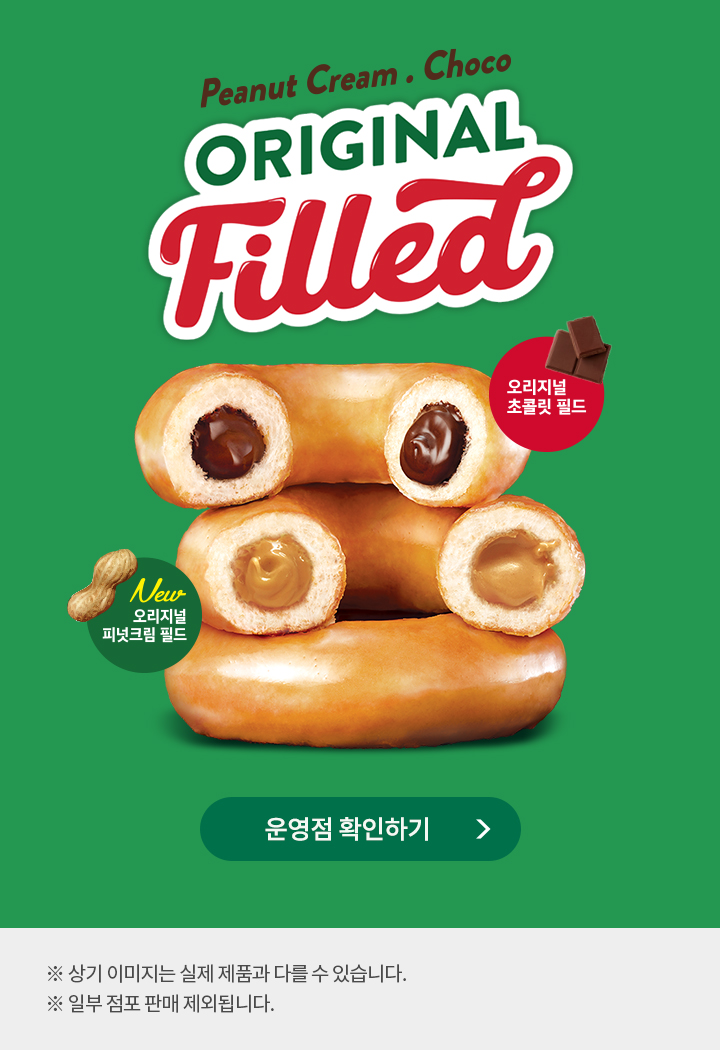 Peanut Cream . Choco
ORIGINAL
Filled
오리지널
초콜릿 필드
New
오리지널
피넛크림 필드
운영점 확인하기
※ 상기 이미지는 실제 제품과 다를 수 있습니다.
※ 일부 점포 판매 제외됩니다.